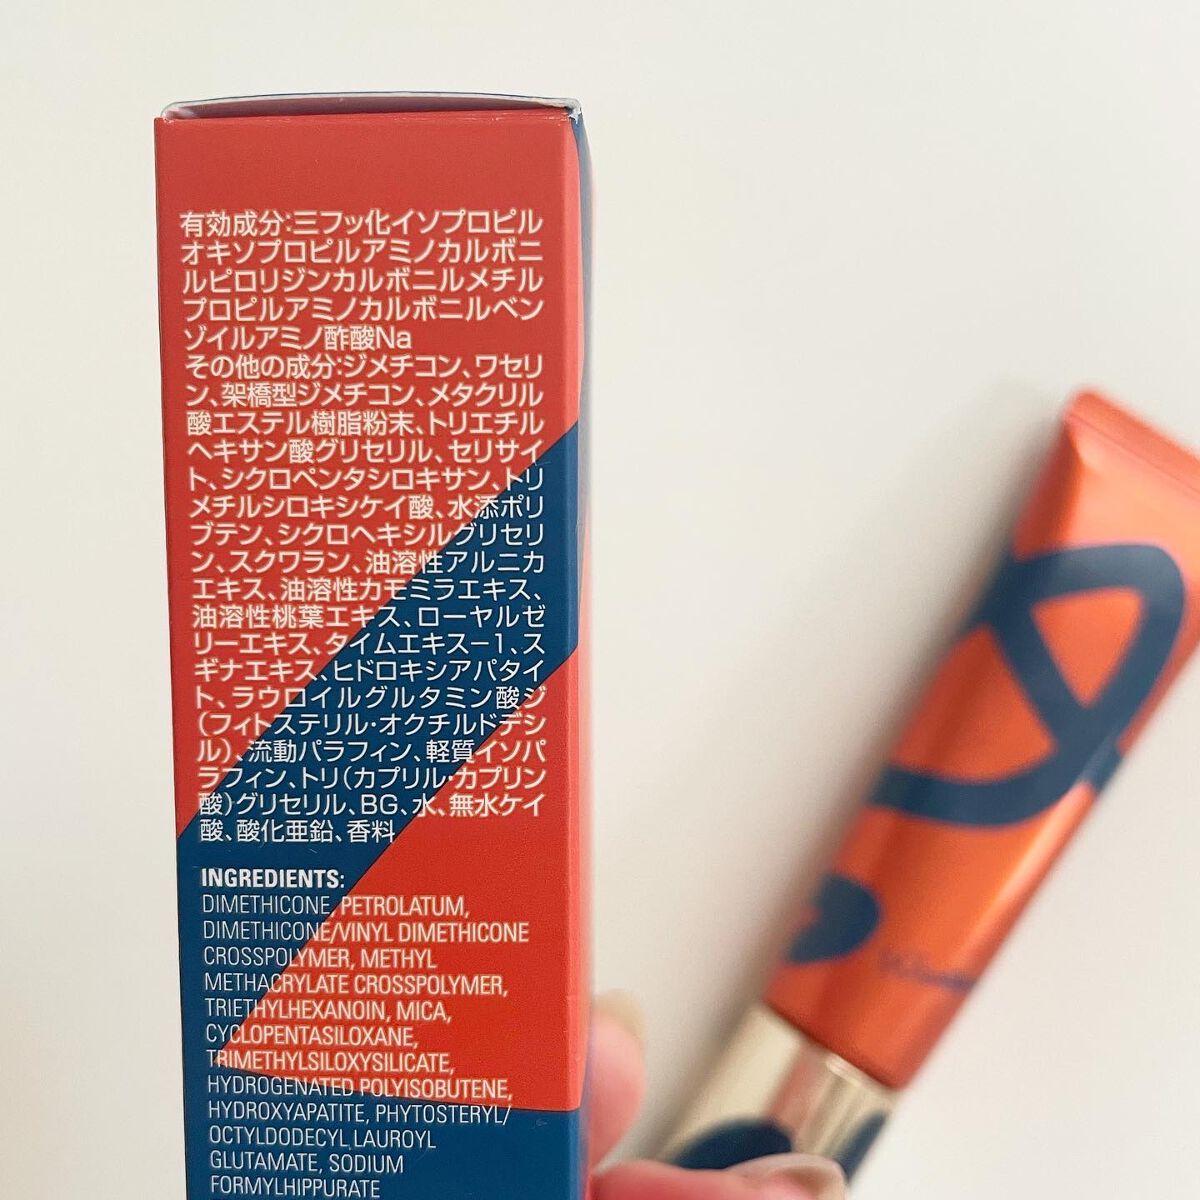 有効成分:三フッ化イソプロピル
オキソプロピルアミノカルボニ
ルピロリジンカルボニルメチル
プロピルアミノカルボニルベン
ゾイルアミノ酢酸Na
その他の成分:ジメチコン、ワセリ
ン、架橋型ジメチコン、メタクリル
酸エステル樹脂粉末、トリエチル
ヘキサン酸グリセリル、セリサイ
ト、シクロペンタシロキサン、トリ
メチルシロキシケイ酸、水添ポリ
ブテン、シクロヘキシルグリセリ
ン、スクワラン、油溶性アルニカ
エキス、油溶性カモミラエキス、
油溶性桃葉エキス、ローヤルゼ
リーエキス、タイムエキス−1、ス
ギナエキス、ヒドロキシアパタイ
ト、ラウロイルグルタミン酸ジ
(フィトステリル・オクチルドデシ
ル)、流動パラフィン、軽質イソパ
ラフィン、トリ(カプリル・カプリン
酸)グリセリル、BG、水、無水ケイ
酸、酸化亜鉛、香料
INGREDIENTS:
DIMETHICONE, PETROLATUM,
DIMETHICONE/VINYL DIMETHICONE
CROSSPOLYMER, METHYL
METHACRYLATE CROSSPOLYMER,
TRIETHYLHEXANOIN, MICA,
CYCLOPENTASILOXANE,
TRIMETHYLSILOXYSILICATE,
HYDROGENATED POLYISOBUTENE,
HYDROXYAPATITE, PHYTOSTERYL/
OCTYLDODECYL LAUROYL
GLUTAMATE, SODIUM
FORMYLHIPPURATE